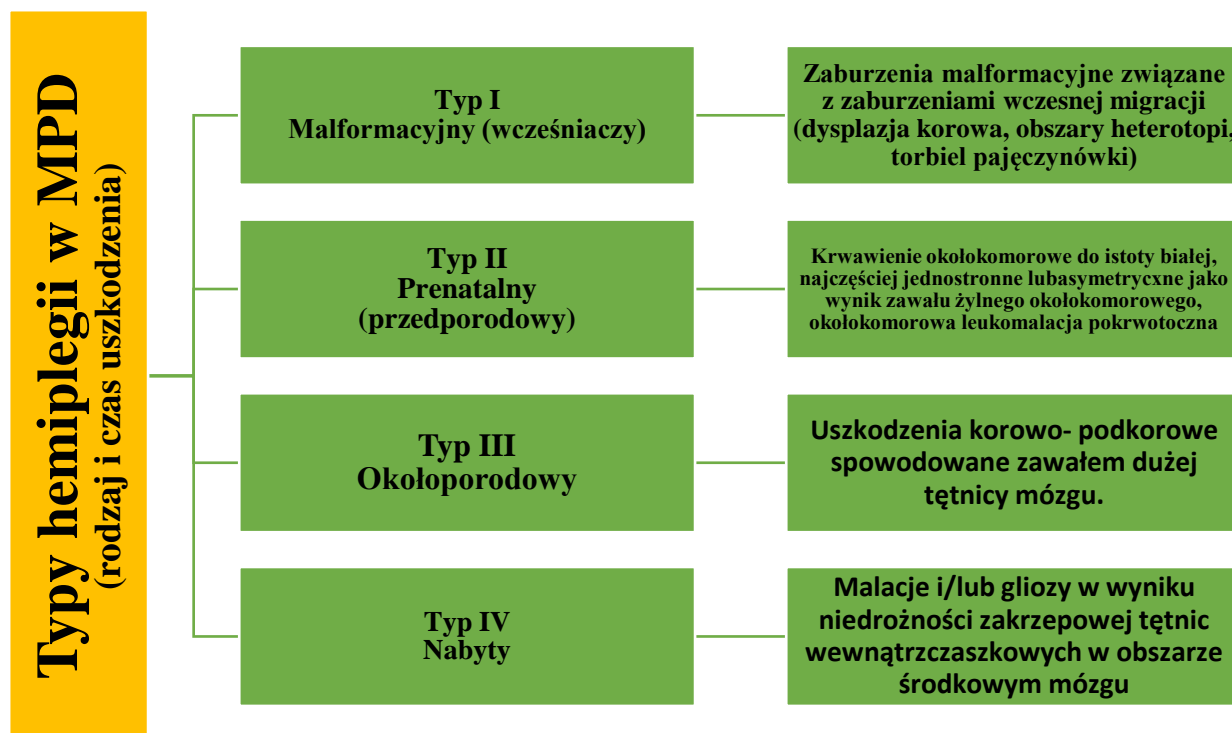 Typy hemiplegii w MPD
(rodzaj i czas uszkodzenia)
Typ I
Malformacyjny (wcześniaczy)
Zaburzenia malformacyjne związane
z zaburzeniami wczesnej migracji
(dysplazja korowa, obszary heterotopi,
torbiel pajęczynówki)
Typ II
Prenatalny
(przedporodowy)
Krwawienie okołokomorowe do istoty białej,
najczęściej jednostronne lubasymetrycxne jako
wynik zawału żylnego okołokomorowego,
okołokomorowa leukomalacja pokrwotoczna
Typ III
Okołoporodowy
Uszkodzenia korowo- podkorowe
spowodowane zawałem dużej
tętnicy mózgu.
Typ IV
Nabyty
Malacje i/lub gliozy w wyniku
niedrożności zakrzepowej tętnic
wewnątrzczaszkowych w obszarze
środkowym mózgu